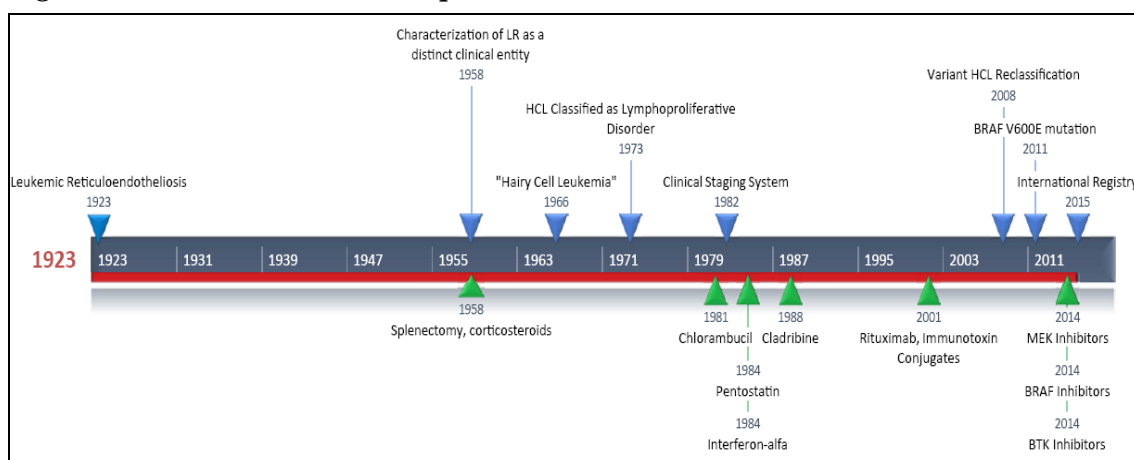 Characterization of LR as a
distinct clinical entity
1958
Variant HCL Reclassification
2008
HCL Classified as Lymphoproliferative
Disorder
1973
BRAF V600E mutation
2011
Leukemic Reticuloendotheliosis
1923
"Hairy Cell Leukemia"
1966
Clinical Staging System
1982
International Registry
2015
1923
1923 1931 1939 1947 1955 1963 1971 1979 1987 1995 2003 2011
1958
Splenectomy, corticosteroids
1981
Chlorambucil
1988
Cladribine
2001
Rituximab, Immunotoxin
Conjugates
2014
MEK Inhibitors
1984
Pentostatin
2014
BRAF Inhibitors
1984
Interferon-alfa
2014
BTK Inhibitors